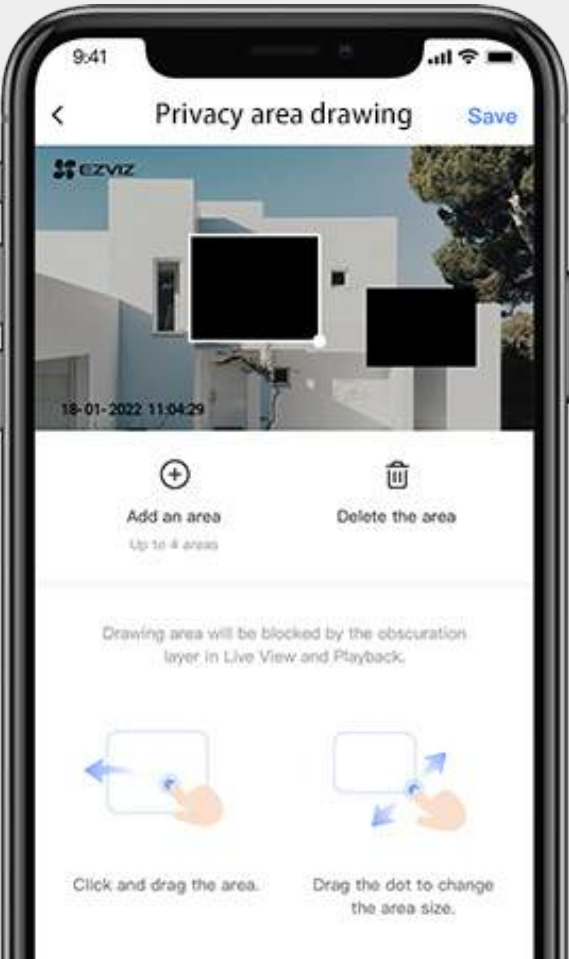 9:41
Privacy area drawing
Save
EZVIZ
18-01-2022 11:04:29
Add an area
Delete the area
Up to 4 areas
Drawing area will be blocked by the obscuration
layer in Live View and Playback.
Click and drag the area.
Drag the dot to change
the area size.